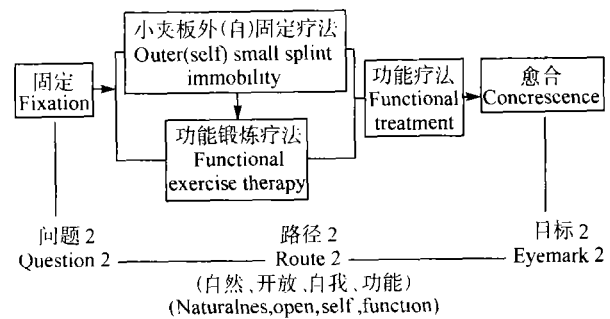 小夹板外(自)固定疗法
Outer(self) small splint
immobility
固定
Fixation
功能疗法
Functional
treatment
愈合
Concrescence
功能锻炼疗法
Functional
exercise therapy
问题 2
Question 2
路径 2
Route 2
目标 2
Eyemark 2
(自然、开放、自我、功能)
(Naturalnes,open,self,function)